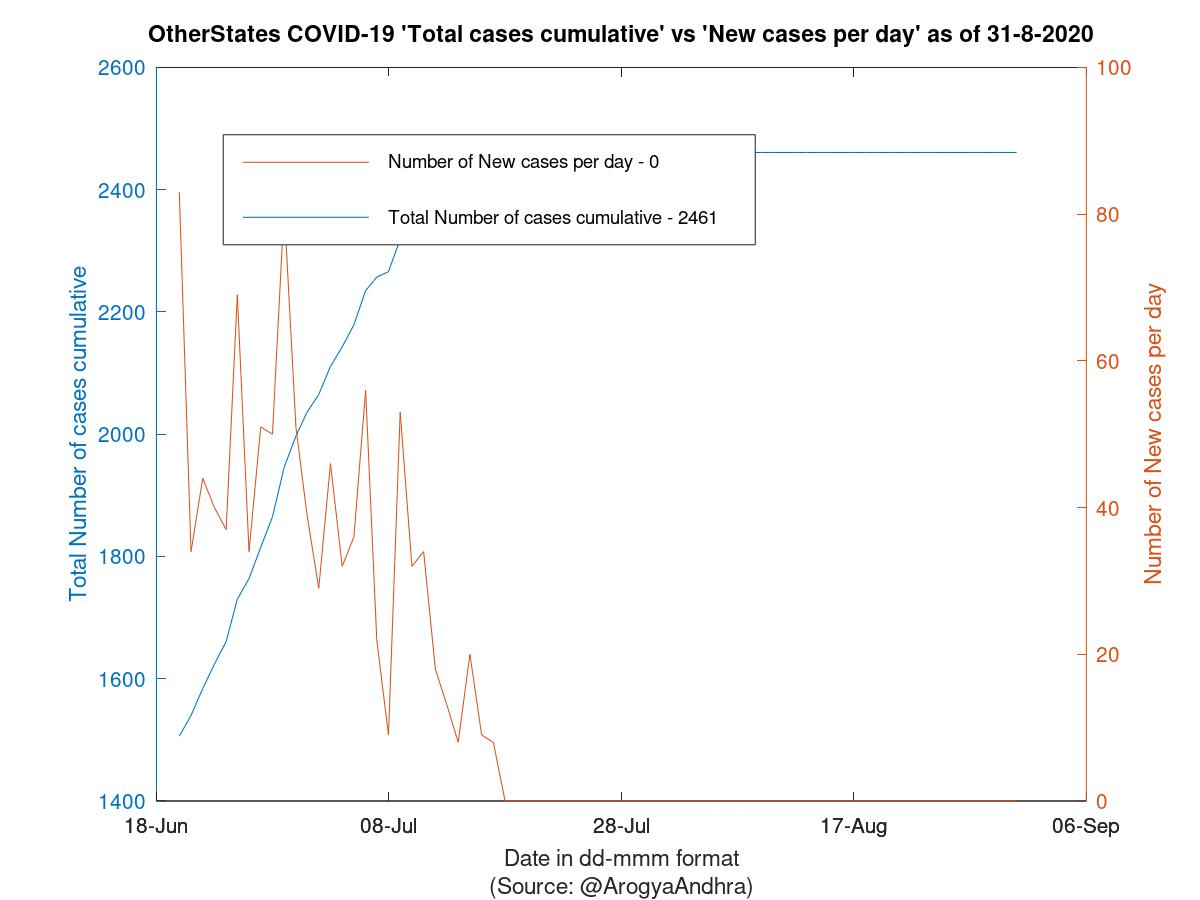 OtherStates COVID-19 'Total cases cumulative' vs 'New cases per day' as of 31-8-2020
2600
2400
2200
2000
1800
1600
1400
Total Number of cases cumulative
Number of New cases per day - 0
Total Number of cases cumulative - 2461
100
80
60
40
20
0
Number of New cases per day
18-Jun 08-Jul 28-Jul 17-Aug 06-Sep
Date in dd-mmm format
(Source: @ArogyaAndhra)